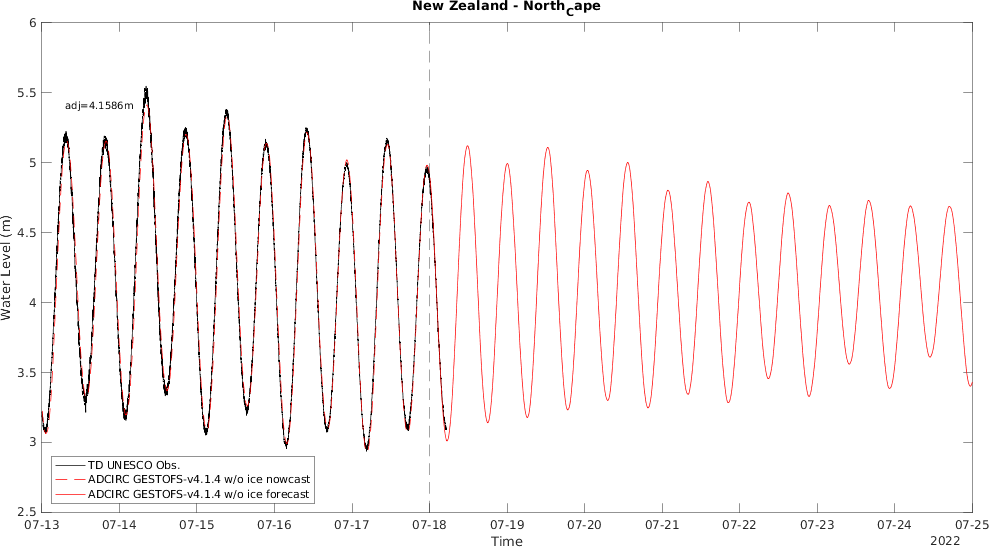 New Zealand - NorthCape
6
5.5
adj=4.1586m
5
4.5
Water Level (m)
4
3.5
3
TD UNESCO Obs.
ADCIRC GESTOFS-v4.1.4 w/o ice nowcast
ADCIRC GESTOFS-v4.1.4 w/o ice forecast
2.5
07-13 07-14 07-15 07-16 07-17 07-18 07-19 07-20 07-21 07-22 07-23 07-24 07-25
Time
2022